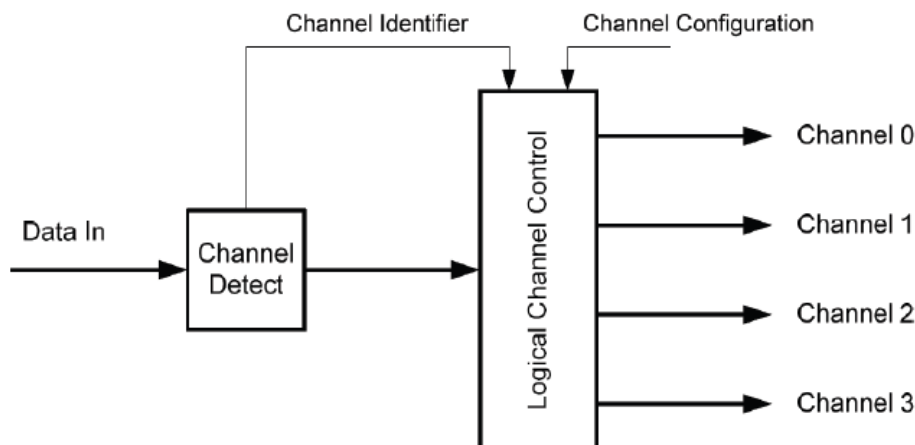 Channel Identifier
Channel Configuration
Data In
Channel
Detect
Logical Channel Control
Channel 0
Channel 1
Channel 2
Channel 3